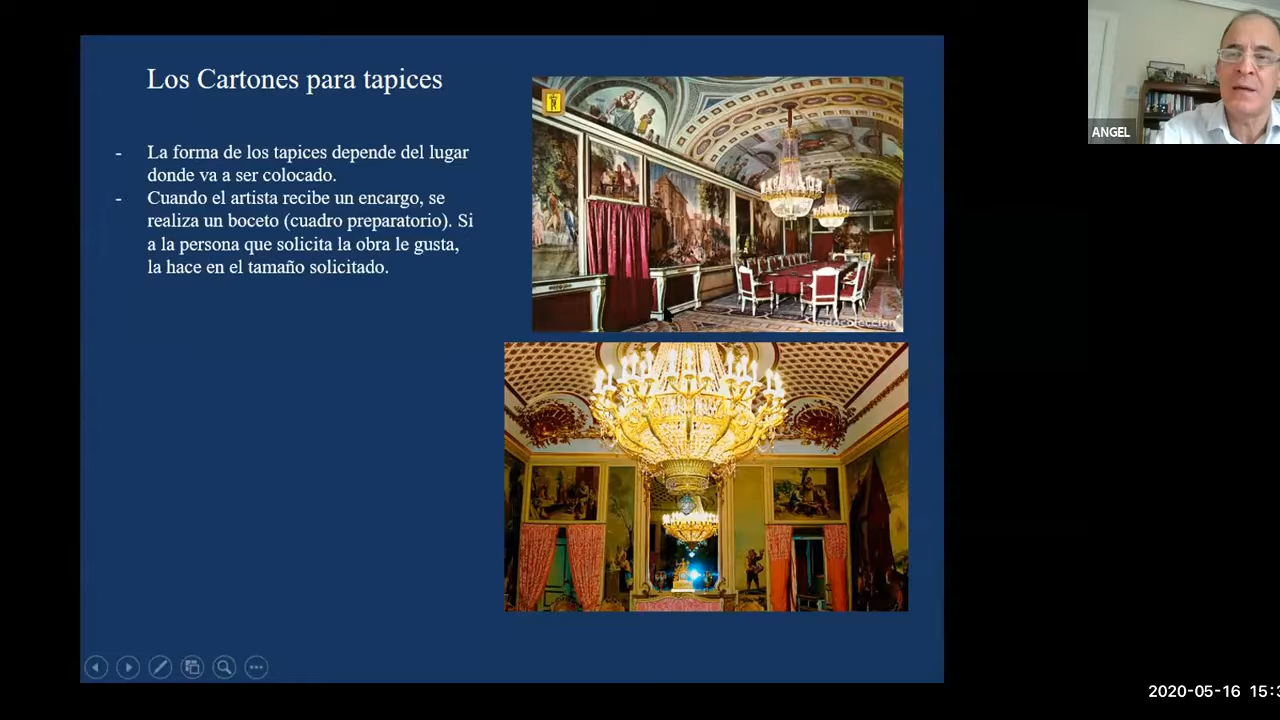 Los Cartones para tapices
- La forma de los tapices depende del lugar
donde va a ser colocado.
- Cuando el artista recibe un encargo, se
realiza un boceto (cuadro preparatorio). Si
a la persona que solicita la obra le gusta,
la hace en el tamaño solicitado.
todocoleccion
ANGEL
2020-05-16 15:3